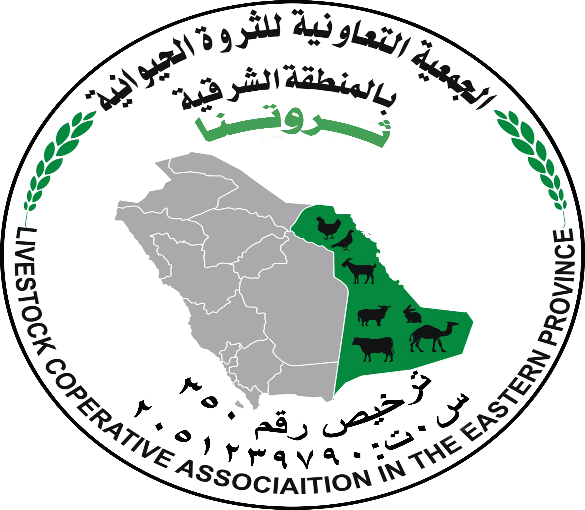 الجمعية التعاونية للثروة الحيوانية
بالمنطقة الشرقية
ثروتنا
ترخيص رقم ٣٥٠
س.ت: ٢٠٥١٢٣٩٧٩٠
LIVESTOCK COPERATIVE ASSOCIAITION IN THE EASTERN PROVINCE